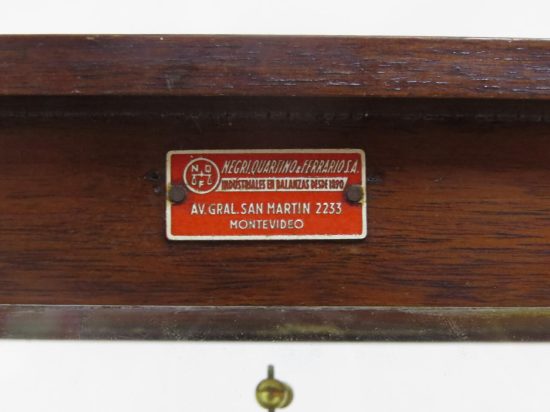 N Q
F
NEGRI, QUARTINO & FERRARIO S.A.
INDUSTRIALES EN BALANZAS DESDE 1890
AV. GRAL. SAN MARTIN 2233
MONTEVIDEO